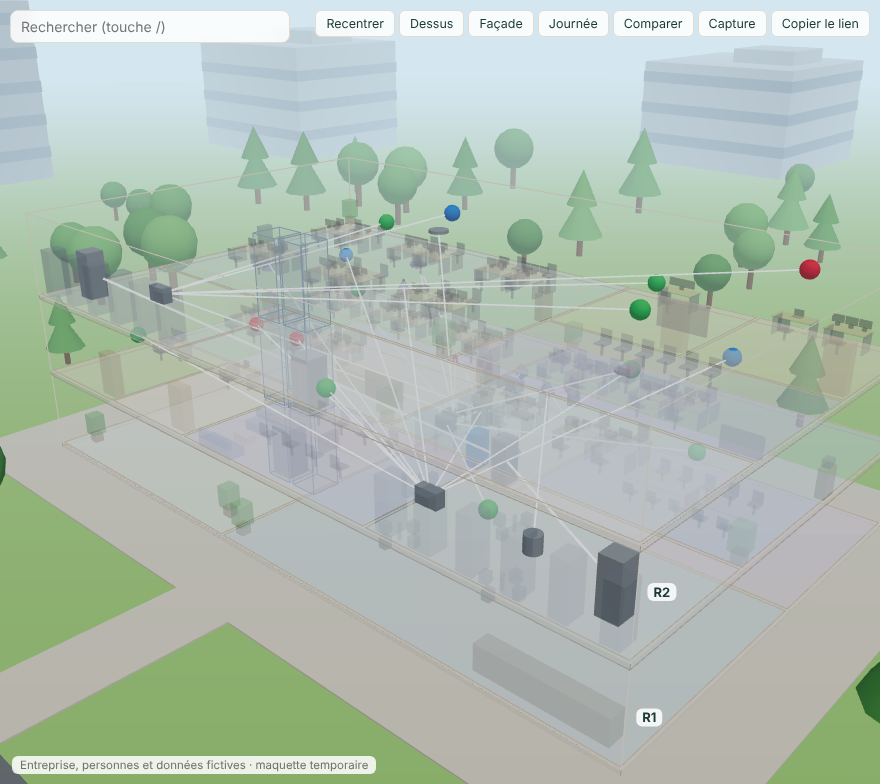 Rechercher (touche /)
Recentrer
Dessus
Façade
Journée
Comparer
Capture
Copier le lien
R2
R1
Entreprise, personnes et données fictives · maquette temporaire